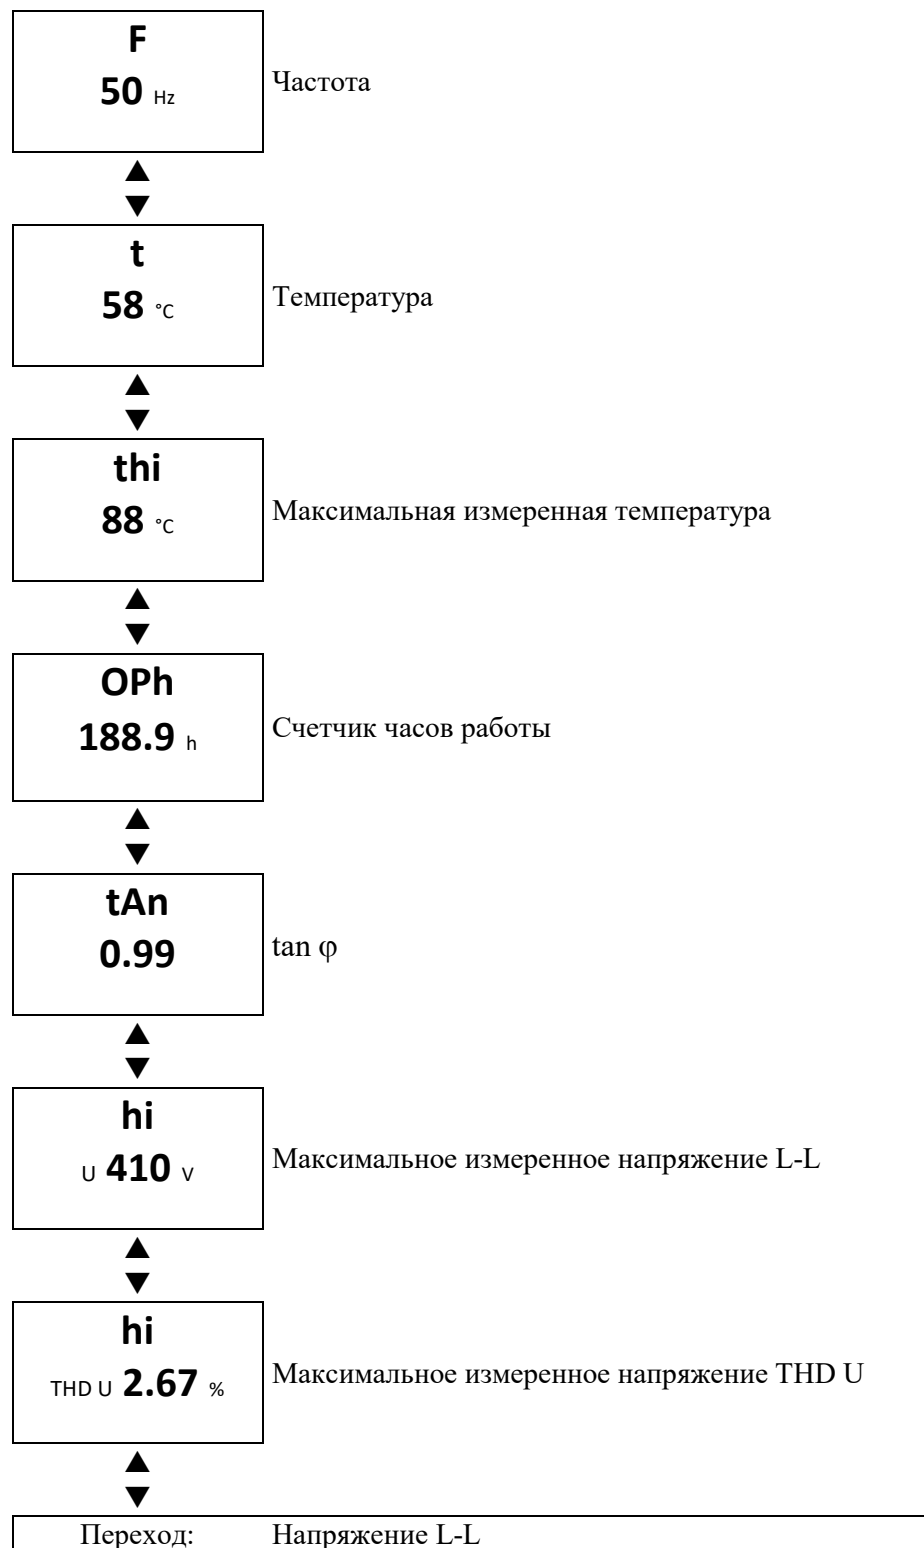 F
50 Hz
Частота
▲
▼
t
58 °C
Температура
▲
▼
thi
88 °C
Максимальная измеренная температура
▲
▼
OPh
188.9 h
Счетчик часов работы
▲
▼
tAn
0.99
tan φ
▲
▼
hi
U 410 V
Максимальное измеренное напряжение L-L
▲
▼
hi
THD U 2.67 %
Максимальное измеренное напряжение THD U
▲
▼
Переход: Напряжение L-L